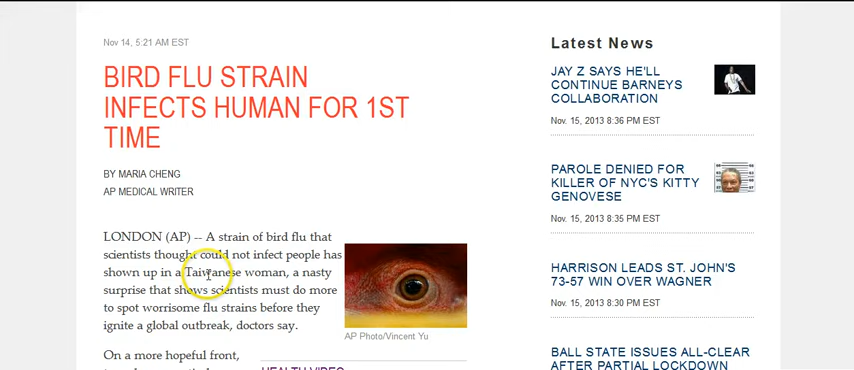 Nov 14, 5:21 AM EST
BIRD FLU STRAIN
INFECTS HUMAN FOR 1ST
TIME
BY MARIA CHENG
AP MEDICAL WRITER
LONDON (AP) -- A strain of bird flu that
scientists thought could not infect people has
shown up in a Taiwanese woman, a nasty
surprise that shows scientists must do more
to spot worrisome flu strains before they
ignite a global outbreak, doctors say.
On a more hopeful front,
AP Photo/Vincent Yu
HEALTH VIDEO
Latest News
JAY Z SAYS HE'LL
CONTINUE BARNEYS
COLLABORATION
Nov. 15, 2013 8:36 PM EST
PAROLE DENIED FOR
KILLER OF NYC'S KITTY
GENOVESE
Nov. 15, 2013 8:35 PM EST
HARRISON LEADS ST. JOHN'S
73-57 WIN OVER WAGNER
Nov. 15, 2013 8:30 PM EST
BALL STATE ISSUES ALL-CLEAR
AFTER PARTIAL LOCKDOWN